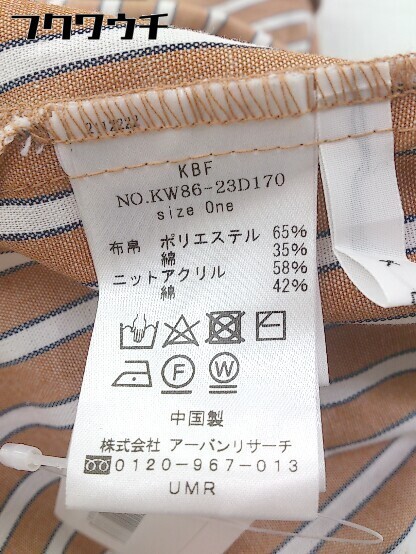 フクワウチ
KBF
NO.KW86-23D170
size One
布帛 ポリエステル 65%
綿 35%
ニットアクリル 58%
綿 42%
F W
中国製
株式会社 アーバンリサーチ
0120-967-013
UMR